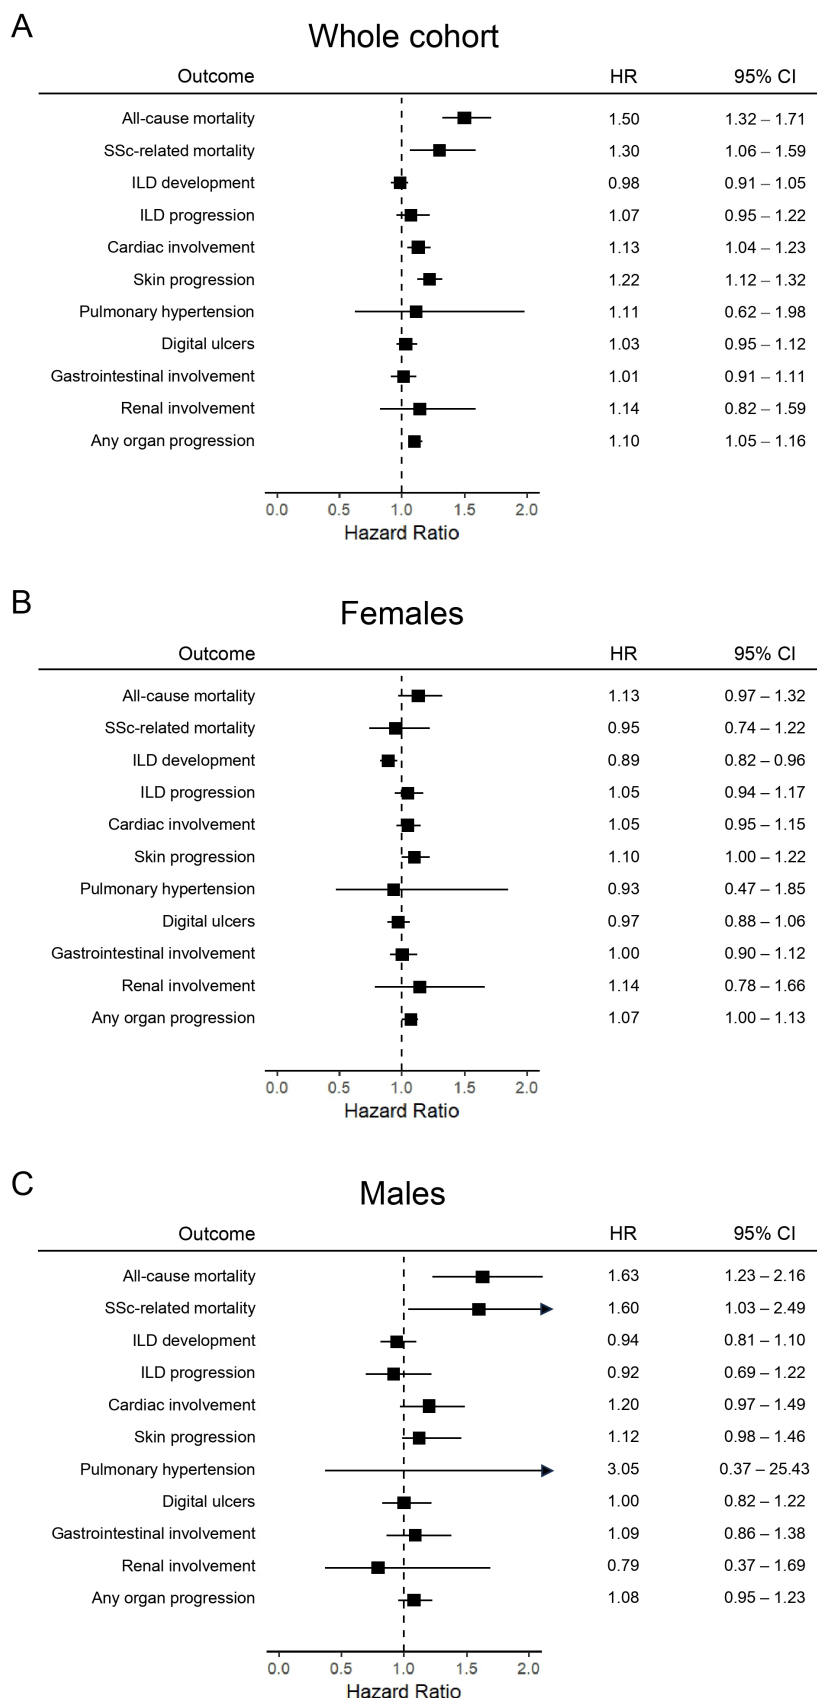 A
Whole cohort
Outcome HR 95% CI
All-cause mortality 1.50 1.32 – 1.71
SSc-related mortality 1.30 1.06 – 1.59
ILD development 0.98 0.91 – 1.05
ILD progression 1.07 0.95 – 1.22
Cardiac involvement 1.13 1.04 – 1.23
Skin progression 1.22 1.12 – 1.32
Pulmonary hypertension 1.11 0.62 – 1.98
Digital ulcers 1.03 0.95 – 1.12
Gastrointestinal involvement 1.01 0.91 – 1.11
Renal involvement 1.14 0.82 – 1.59
Any organ progression 1.10 1.05 – 1.16
0.0 0.5 1.0 1.5 2.0
Hazard Ratio
B
Females
Outcome HR 95% CI
All-cause mortality 1.13 0.97 – 1.32
SSc-related mortality 0.95 0.74 – 1.22
ILD development 0.89 0.82 – 0.96
ILD progression 1.05 0.94 – 1.17
Cardiac involvement 1.05 0.95 – 1.15
Skin progression 1.10 1.00 – 1.22
Pulmonary hypertension 0.93 0.47 – 1.85
Digital ulcers 0.97 0.88 – 1.06
Gastrointestinal involvement 1.00 0.90 – 1.12
Renal involvement 1.14 0.78 – 1.66
Any organ progression 1.07 1.00 – 1.13
0.0 0.5 1.0 1.5 2.0
Hazard Ratio
C
Males
Outcome HR 95% CI
All-cause mortality 1.63 1.23 – 2.16
SSc-related mortality 1.60 1.03 – 2.49
ILD development 0.94 0.81 – 1.10
ILD progression 0.92 0.69 – 1.22
Cardiac involvement 1.20 0.97 – 1.49
Skin progression 1.12 0.98 – 1.46
Pulmonary hypertension 3.05 0.37 – 25.43
Digital ulcers 1.00 0.82 – 1.22
Gastrointestinal involvement 1.09 0.86 – 1.38
Renal involvement 0.79 0.37 – 1.69
Any organ progression 1.08 0.95 – 1.23
0.0 0.5 1.0 1.5 2.0
Hazard Ratio